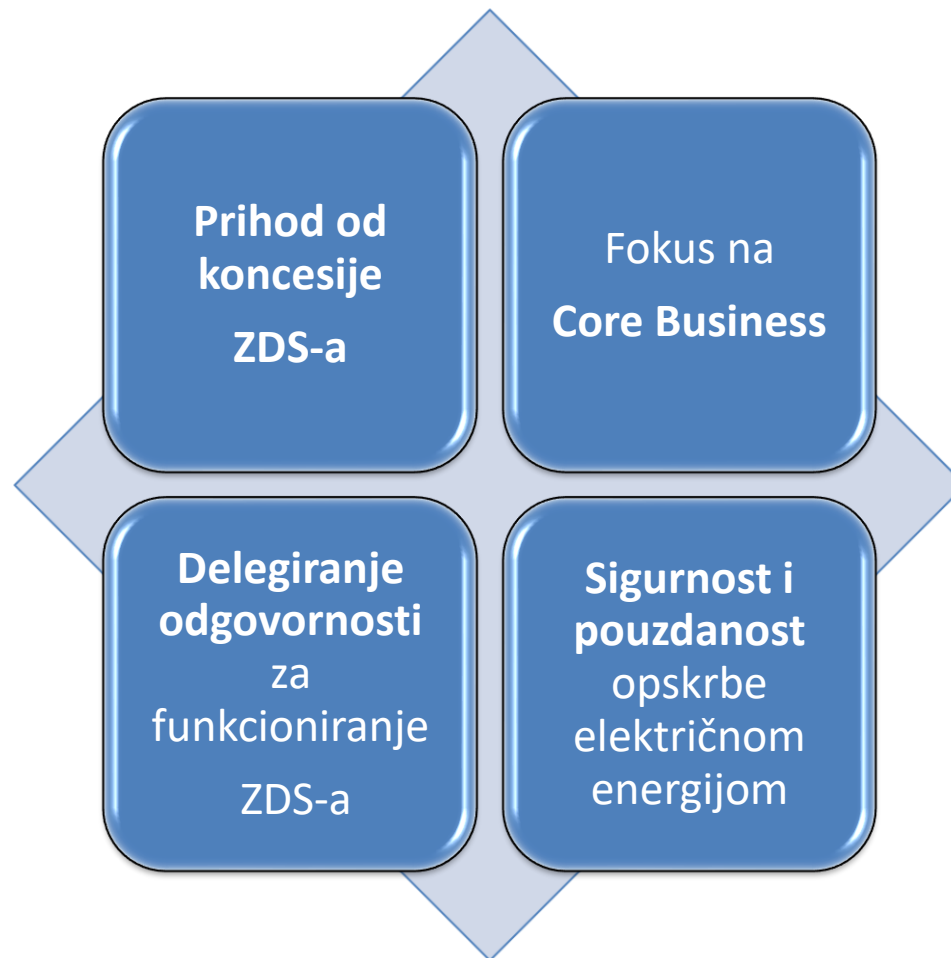 Prihod od
koncesije
ZDS-a
Fokus na
Core Business
Delegiranje
odgovornosti
za
funkcioniranje
ZDS-a
Sigurnost i
pouzdanost
opskrbe
električnom
energijom